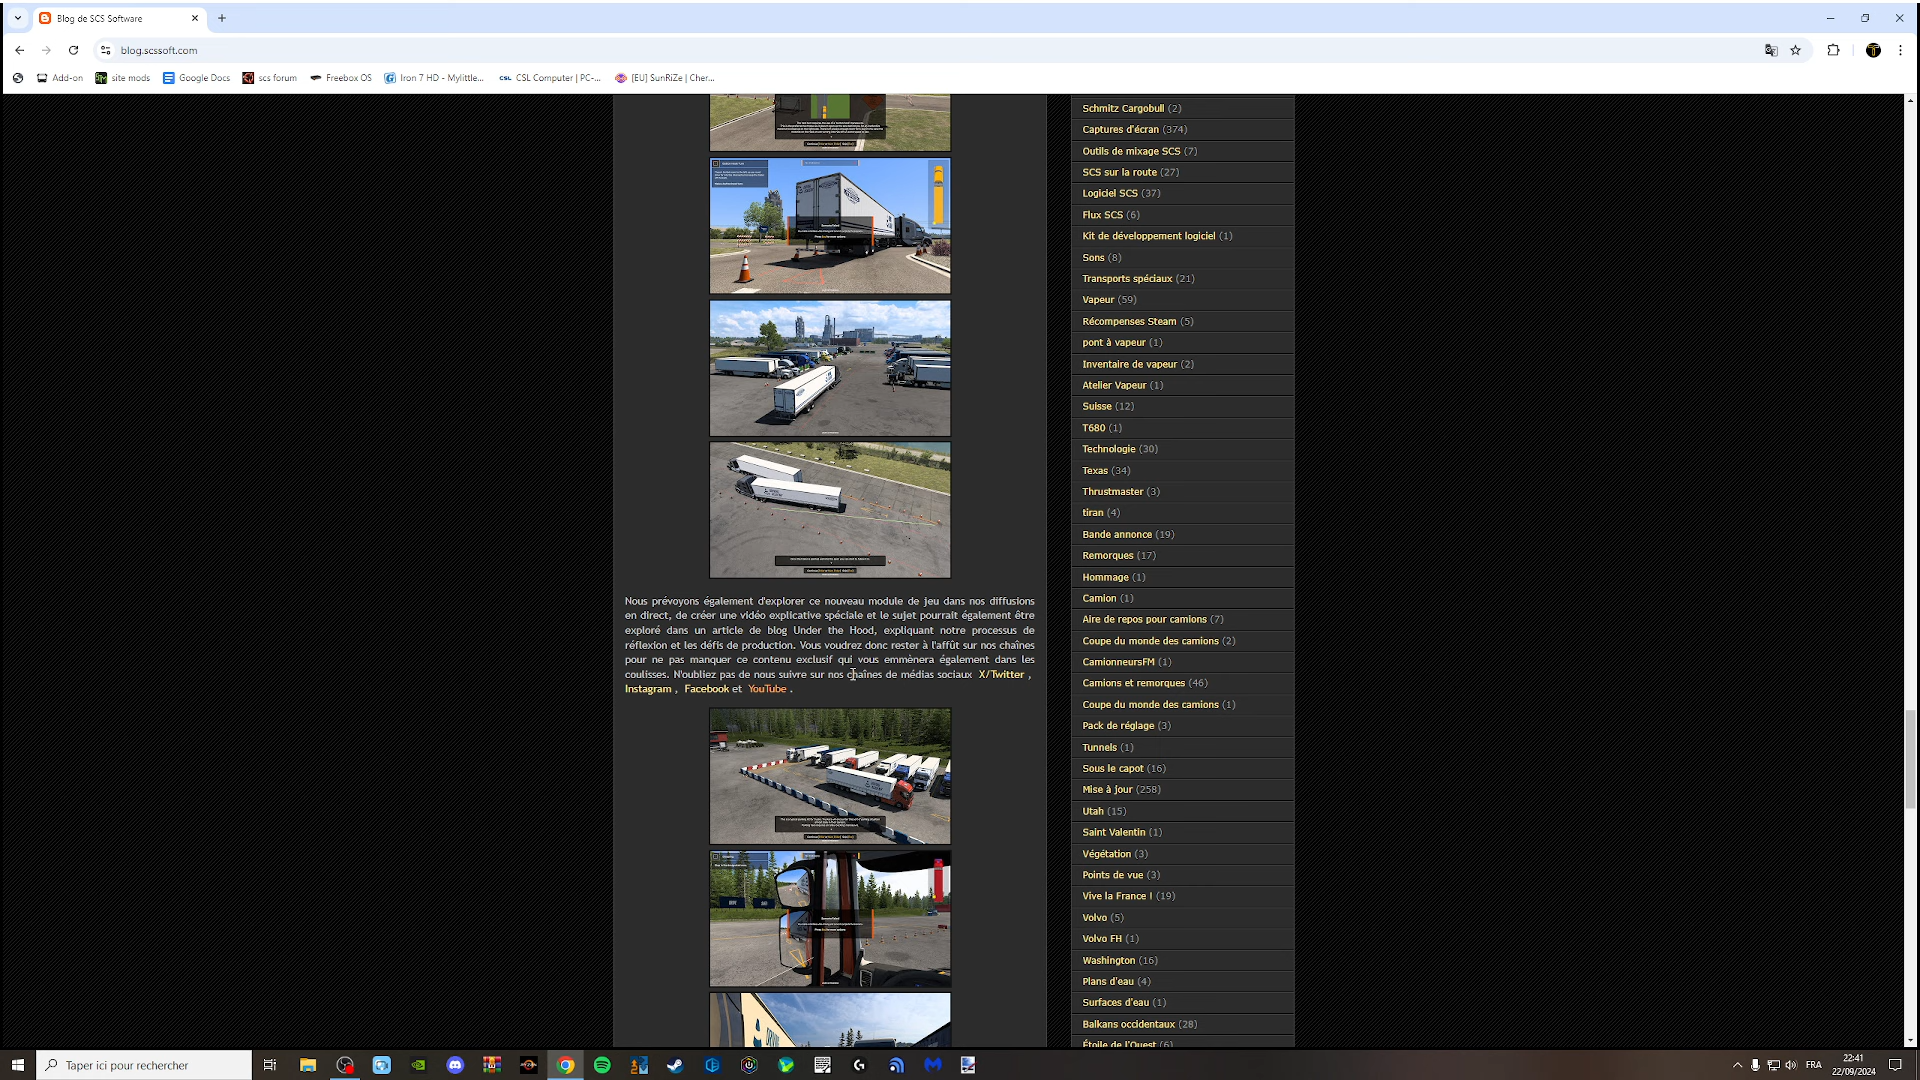 Blog de SCS Software
blog.scssoft.com
Add-on
site mods
Google Docs
scs forum
Freebox OS
Iron 7 HD - Mylittle...
CSL Computer | PC-...
[EU] SunRiZe | Cher...
Nous prévoyons également d'explorer ce nouveau module de jeu dans nos diffusions
en direct, de créer une vidéo explicative spéciale et le sujet pourrait également être
exploré dans un article de blog Under the Hood, expliquant notre processus de
réflexion et les défis de production. Vous voudrez donc rester à l'affût sur nos chaînes
pour ne pas manquer ce contenu exclusif qui vous emmènera également dans les
coulisses. N'oubliez pas de nous suivre sur nos chaînes de médias sociaux X/Twitter ,
Instagram , Facebook et YouTube .
Schmitz Cargobull (2)
Captures d'écran (374)
Outils de mixage SCS (7)
SCS sur la route (27)
Logiciel SCS (37)
Flux SCS (6)
Kit de développement logiciel (1)
Sons (8)
Transports spéciaux (21)
Vapeur (59)
Récompenses Steam (5)
pont à vapeur (1)
Inventaire de vapeur (2)
Atelier Vapeur (1)
Suisse (12)
T680 (1)
Technologie (30)
Texas (34)
Thrustmaster (3)
tiran (4)
Bande annonce (19)
Remorques (17)
Hommage (1)
Camion (1)
Aire de repos pour camions (7)
Coupe du monde des camions (2)
CamionneursFM (1)
Camions et remorques (46)
Coupe du monde des camions (1)
Pack de réglage (3)
Tunnels (1)
Sous le capot (16)
Mise à jour (258)
Utah (15)
Saint Valentin (1)
Végétation (3)
Points de vue (3)
Vive la France ! (19)
Volvo (5)
Volvo FH (1)
Washington (16)
Plans d'eau (4)
Surfaces d'eau (1)
Balkans occidentaux (28)
Étoile de l'Ouest (6)
Taper ici pour rechercher
FRA
22:41
22/09/2024